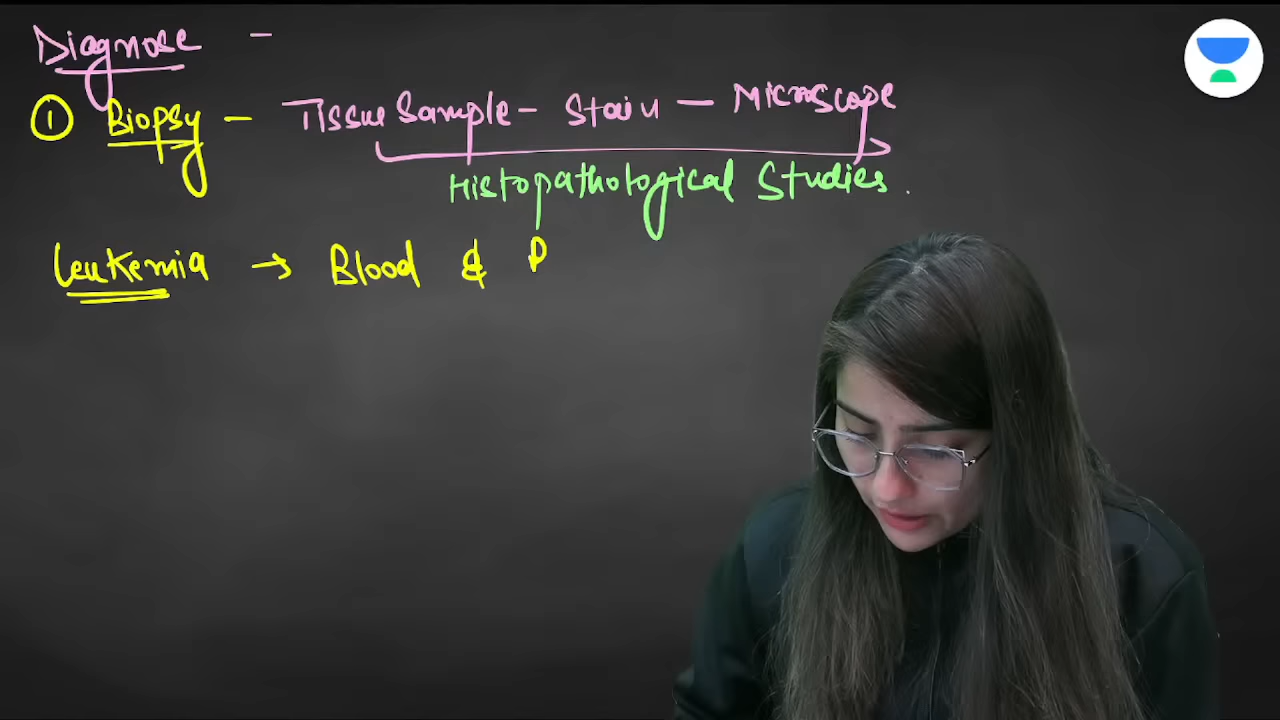 Diagnose -
① Biopsy - Tissue Sample - Stain - Microscope
Histopathological Studies.
Leukemia → Blood &